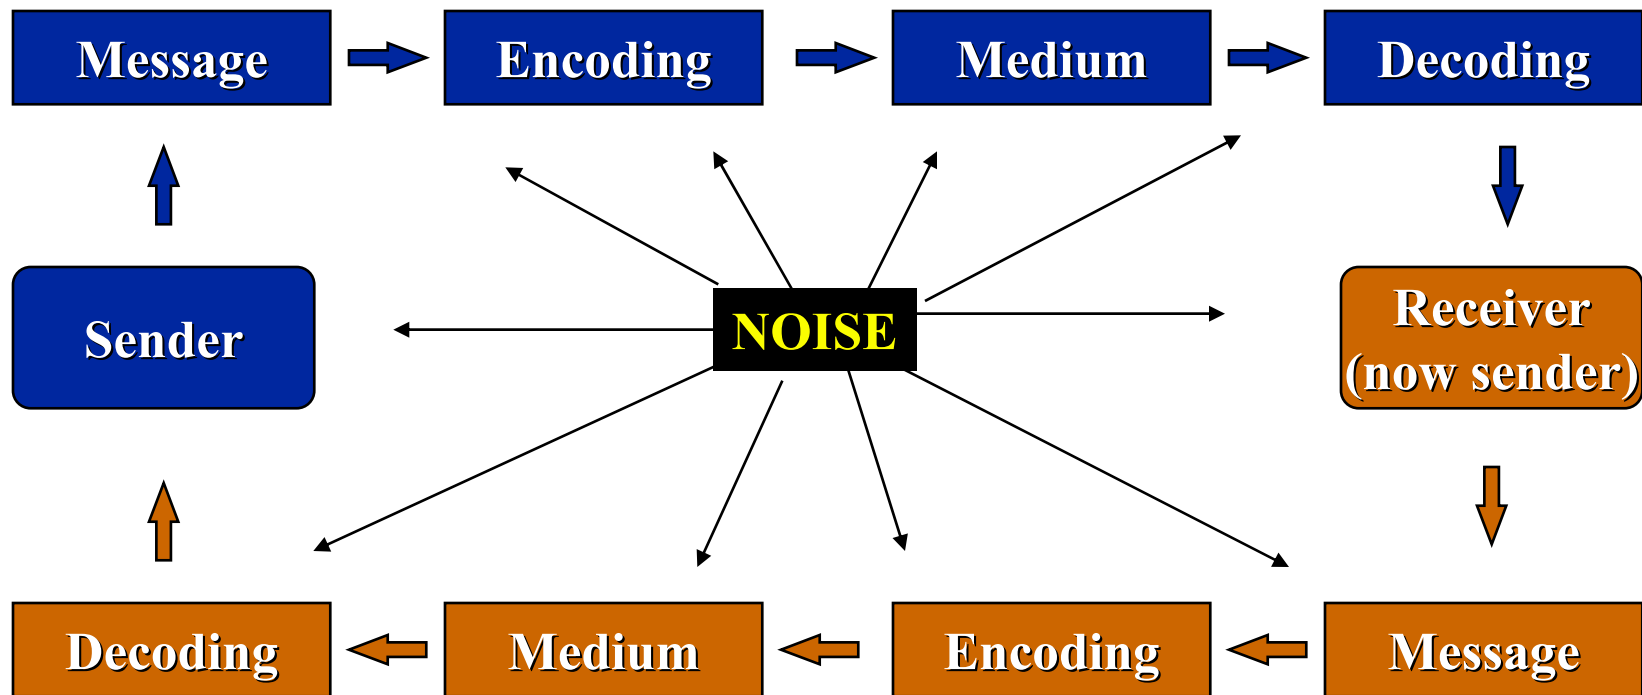 Message
Encoding
Medium
Decoding
Sender
NOISE
Receiver
(now sender)
Decoding
Medium
Encoding
Message